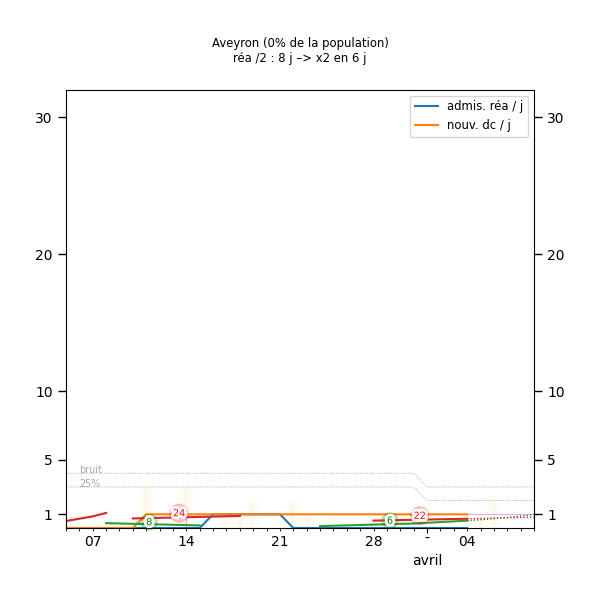 Aveyron (0% de la population)
réa /2 : 8 j –> x2 en 6 j
admis. réa / j
nouv. dc / j
30 30
20 20
10 10
5 5
bruit
25%
1 1
8 24 6 22
07 14 21 28 - 04
avril